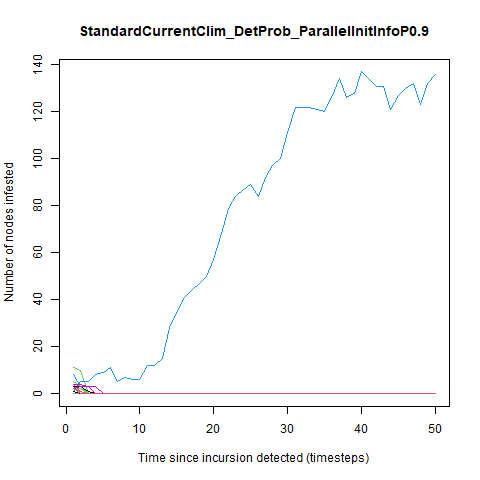 StandardCurrentClim_DetProb_ParallelInitInfoP0.9
Number of nodes infested
140
120
100
80
60
40
20
0
0 10 20 30 40 50
Time since incursion detected (timesteps)